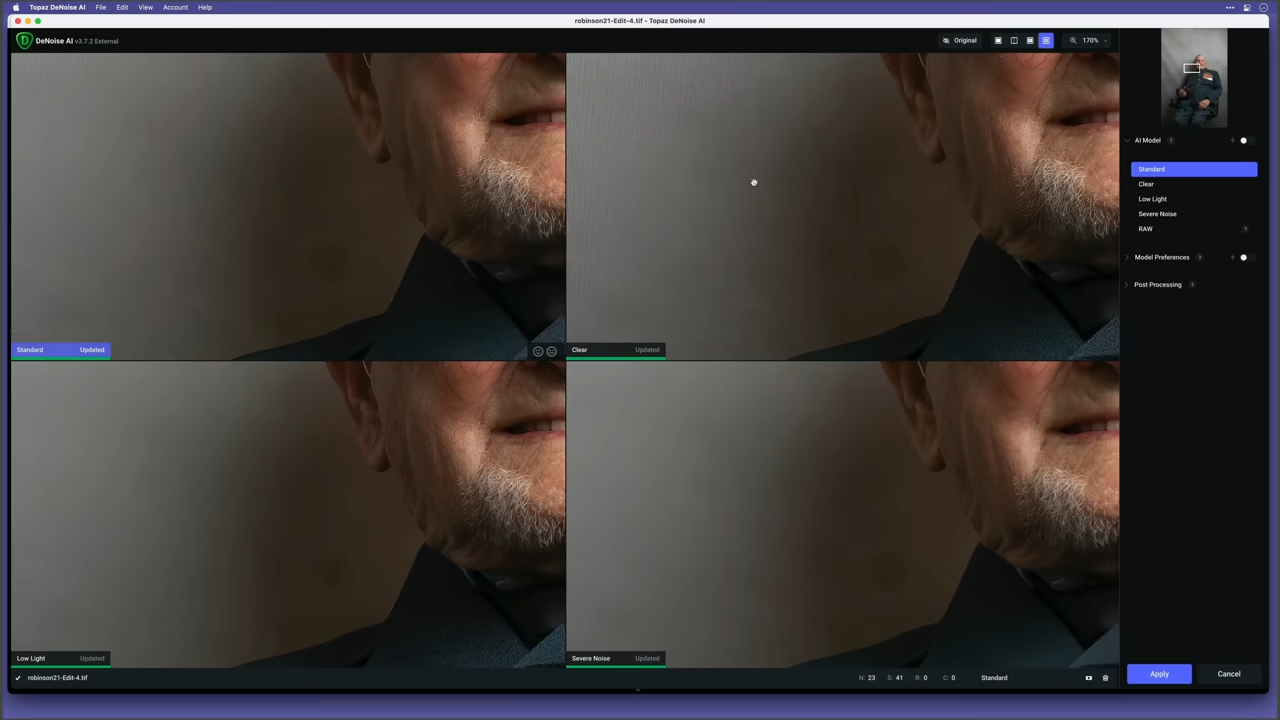 Topaz DeNoise AI File Edit View Account Help
robinson21-Edit-4.tif - Topaz DeNoise AI
DeNoise AI v3.7.2 External
Original
170%
AI Model ?
Standard
Clear
Low Light
Severe Noise
RAW ?
Model Preferences ?
Post Processing ?
Standard Updated
Clear Updated
Low Light Updated
Severe Noise Updated
robinson21-Edit-4.tif
N: 23 S: 41 R: 0 C: 0 Standard
Apply Cancel